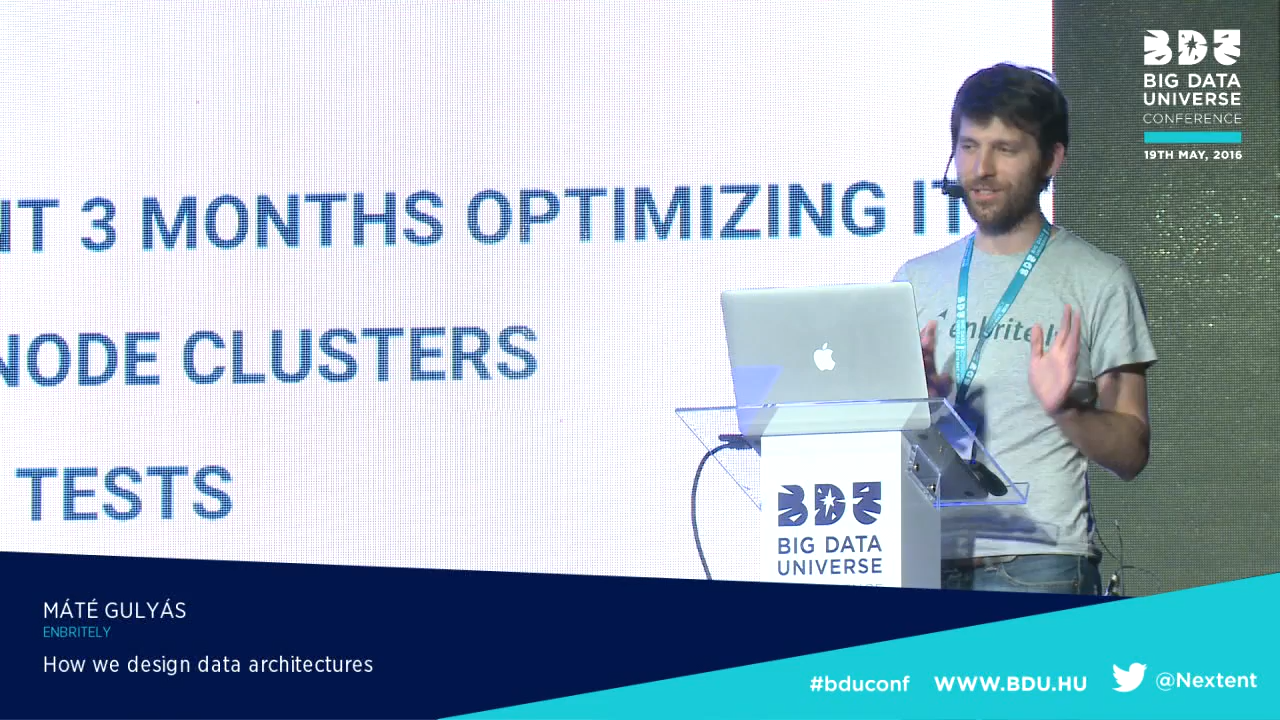 NT 3 MONTHS OPTIMIZING IT
NODE CLUSTERS
TESTS
BIG DATA
UNIVERSE
CONFERENCE
19TH MAY, 2016
enbritely
BIG DATA
UNIVERSE
MÁTÉ GULYÁS
ENBRITELY
How we design data architectures
#bduconf
WWW.BDU.HU
@Nextent